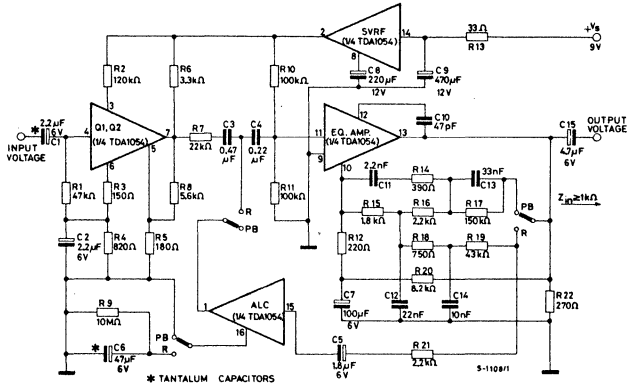 SVRF
(1/4 TDA1054)
2
14
8
33Ω
R13
+Vs
9V
R2
120kΩ
R6
3.3kΩ
R10
100kΩ
C8
220µF
12V
C9
470µF
12V
* 2.2µF
6V
C1
INPUT
VOLTAGE
3
4
Q1, Q2
(1/4 TDA1054)
7
5
6
R7
22kΩ
C3
0.47
µF
C4
0.22
µF
12
11
EQ. AMP.
(1/4 TDA1054)
13
9
10
C10
47pF
C15
4.7µF
6V
OUTPUT
VOLTAGE
R1
47kΩ
R3
150Ω
R8
5.6kΩ
R11
100kΩ
2.2nF
C11
R14
390Ω
33nF
C13
Zin≥1kΩ
R
PB
R15
1.8kΩ
R16
2.2kΩ
R17
150kΩ
PB
R
C2
2.2µF
6V
R4
820Ω
R5
180Ω
R12
220Ω
R18
750Ω
R19
43kΩ
R20
8.2kΩ
R9
10MΩ
1
ALC
(1/4 TDA1054)
15
16
C7
100µF
6V
C12
22nF
C14
10nF
R22
270Ω
PB
R
* C6
47µF
6V
C5
1.8µF
6V
R21
2.2kΩ
S-1108/1
* TANTALUM CAPACITORS